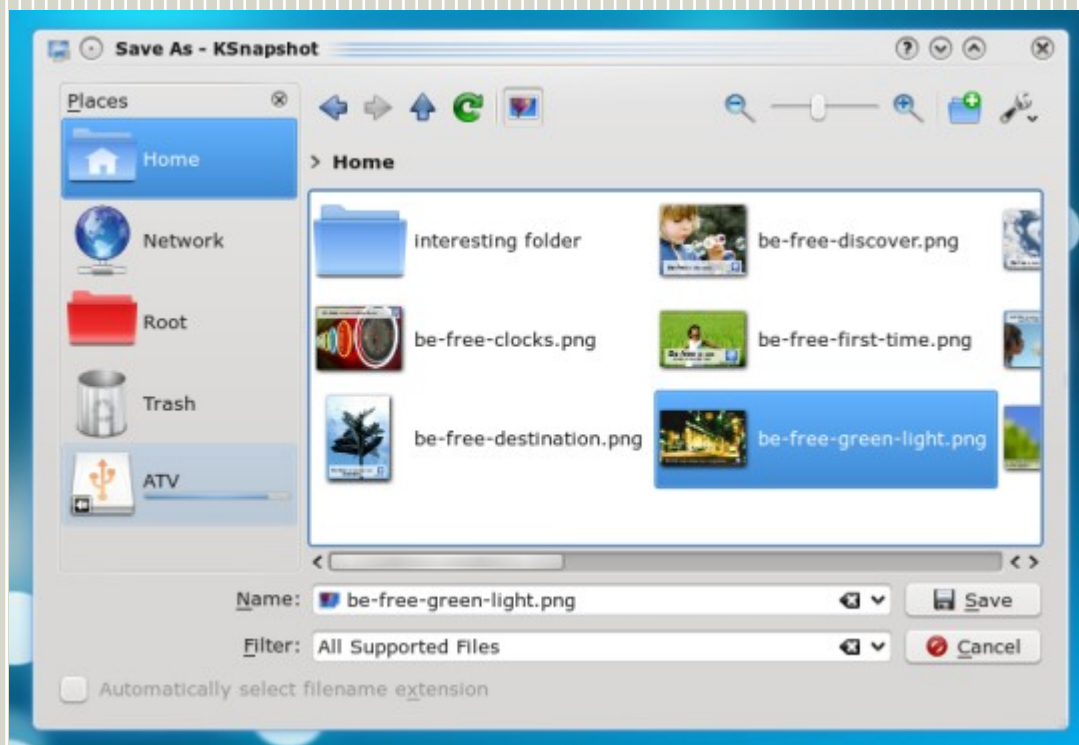 Save As - KSnapshot
Places
Home
Network
Root
Trash
ATV
> Home
interesting folder
be-free-discover.png
be-free-clocks.png
be-free-first-time.png
be-free-destination.png
be-free-green-light.png
Name: be-free-green-light.png
Save
Filter: All Supported Files
Cancel
Automatically select filename extension